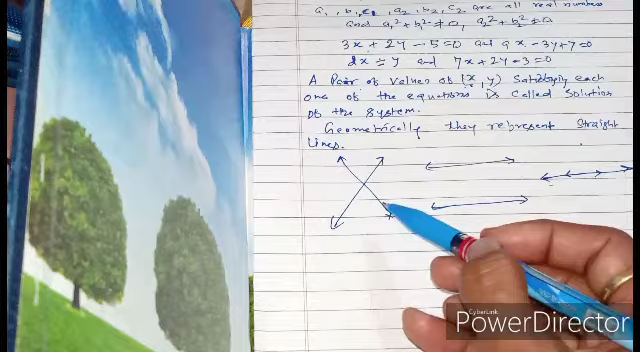 a₁, b₁, c₁, a₂, b₂, c₂ are all real numbers
and a₁²+b₁² ≠ 0, a₂²+b₂² ≠ 0
3x + 2y - 5 = 0 and 9x - 3y + 7 = 0
2x = y and 7x + 2y - 3 = 0
A Pair of values of (x, y) satisfying each
one of the equations is called solution
of the system.
Geometrically they represent straight
lines.
CyberLink
PowerDirector